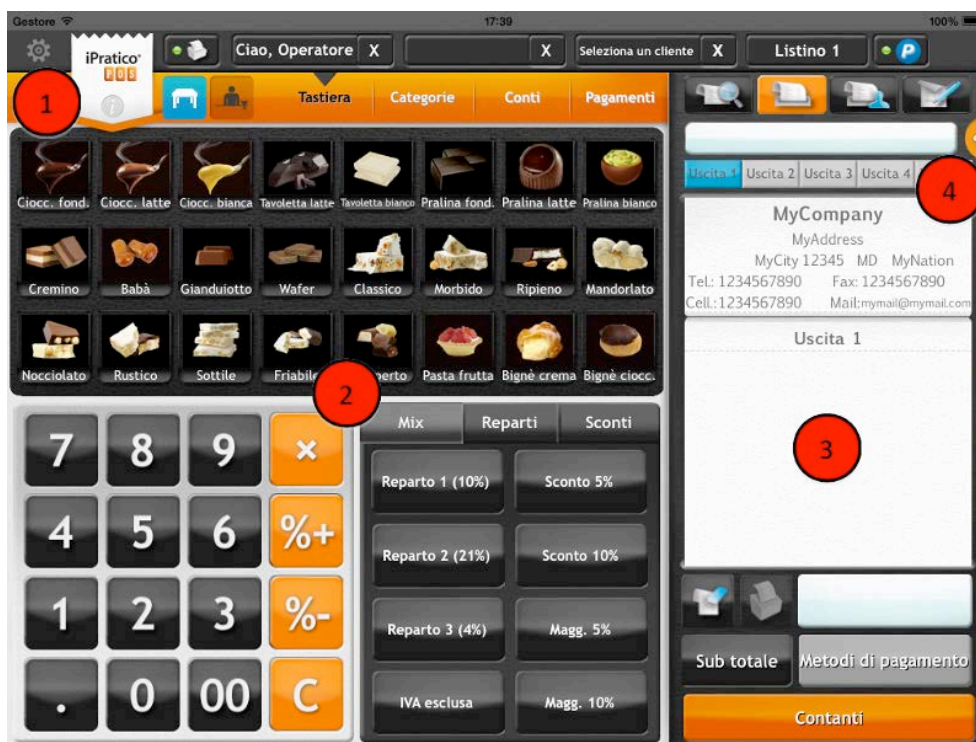 Gestore 17:39 100%
iPratico POS
Ciao, Operatore X
X
Seleziona un cliente X
Listino 1
P
1
Tastiera Categorie Conti Pagamenti
Ciocc. fond. Ciocc. latte Ciocc. bianca Tavoletta latte Tavoletta bianco Pralina fond. Pralina latte Pralina bianco
Cremino Babà Gianduiotto Wafer Classico Morbido Ripieno Mandorlato
Nocciolato Rustico Sottile Pasta frutta Bignè crema Bignè ciocc.
2
7 8 9 ×
4 5 6 %+
1 2 3 %-
. 0 00 C
Mix Reparti Sconti
Reparto 1 (10%) Sconto 5%
Reparto 2 (21%) Sconto 10%
Reparto 3 (4%) Magg. 5%
IVA esclusa Magg. 10%
Uscita 1 Uscita 2 Uscita 3 Uscita 4
4
MyCompany
MyAddress
MyCity 12345 MD MyNation
Tel.: 1234567890 Fax: 1234567890
Cell.: 1234567890 Mail:mymail@mymail.com
Uscita 1
3
Sub totale Metodi di pagamento
Contanti